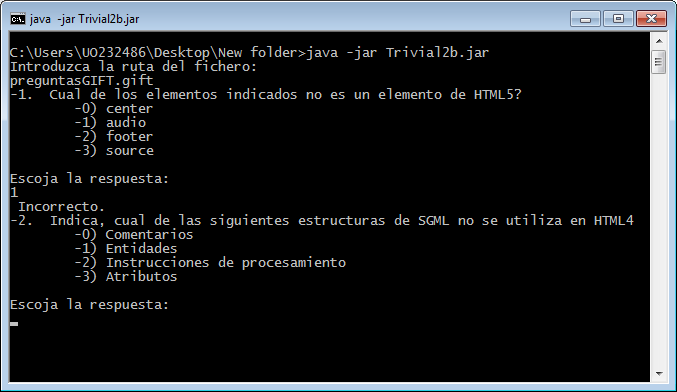 java -jar Trivial2b.jar
C:\Users\UO232486\Desktop\New folder>java -jar Trivial2b.jar
Introduzca la ruta del fichero:
preguntasGIFT.gift
-1.  Cual de los elementos indicados no es un elemento de HTML5?
-0) center
-1) audio
-2) footer
-3) source
Escoja la respuesta:
1
Incorrecto.
-2.  Indica, cual de las siguientes estructuras de SGML no se utiliza en HTML4
-0) Comentarios
-1) Entidades
-2) Instrucciones de procesamiento
-3) Atributos
Escoja la respuesta: